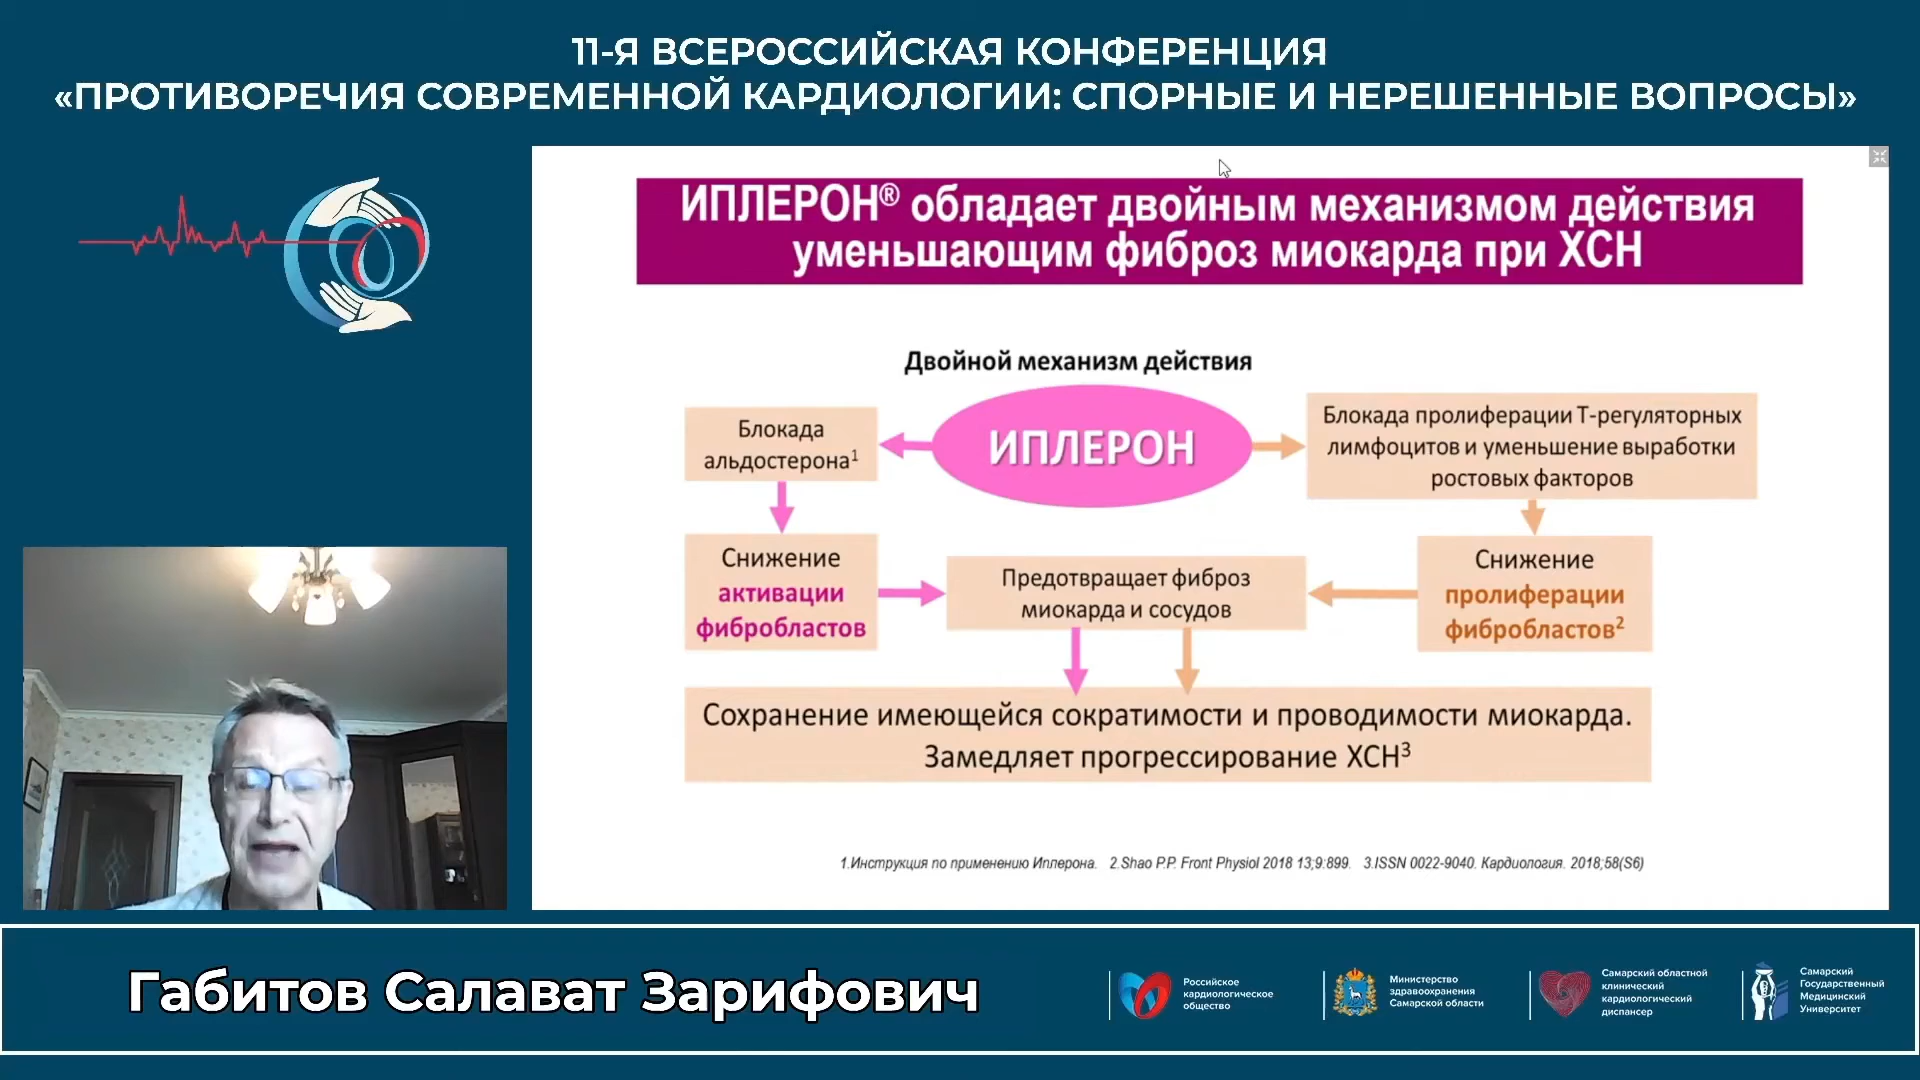 11-Я ВСЕРОССИЙСКАЯ КОНФЕРЕНЦИЯ
«ПРОТИВОРЕЧИЯ СОВРЕМЕННОЙ КАРДИОЛОГИИ: СПОРНЫЕ И НЕРЕШЕННЫЕ ВОПРОСЫ»
ИПЛЕРОН® обладает двойным механизмом действия
уменьшающим фиброз миокарда при ХСН
Двойной механизм действия
Блокада
альдостерона¹
ИПЛЕРОН
Блокада пролиферации Т-регуляторных
лимфоцитов и уменьшение выработки
ростовых факторов
Снижение
активации
фибробластов
Предотвращает фиброз
миокарда и сосудов
Снижение
пролиферации
фибробластов²
Сохранение имеющейся сократимости и проводимости миокарда.
Замедляет прогрессирование ХСН³
1.Инструкция по применению Иплерона. 2.Shao P.P. Front Physiol 2018 13;9:899. 3.ISSN 0022-9040. Кардиология. 2018;58(S6)
Габитов Салават Зарифович
Российское
кардиологическое
общество
Министерство
здравоохранения
Самарской области
Самарский областной
клинический
кардиологический
диспансер
Самарский
Государственный
Медицинский
Университет